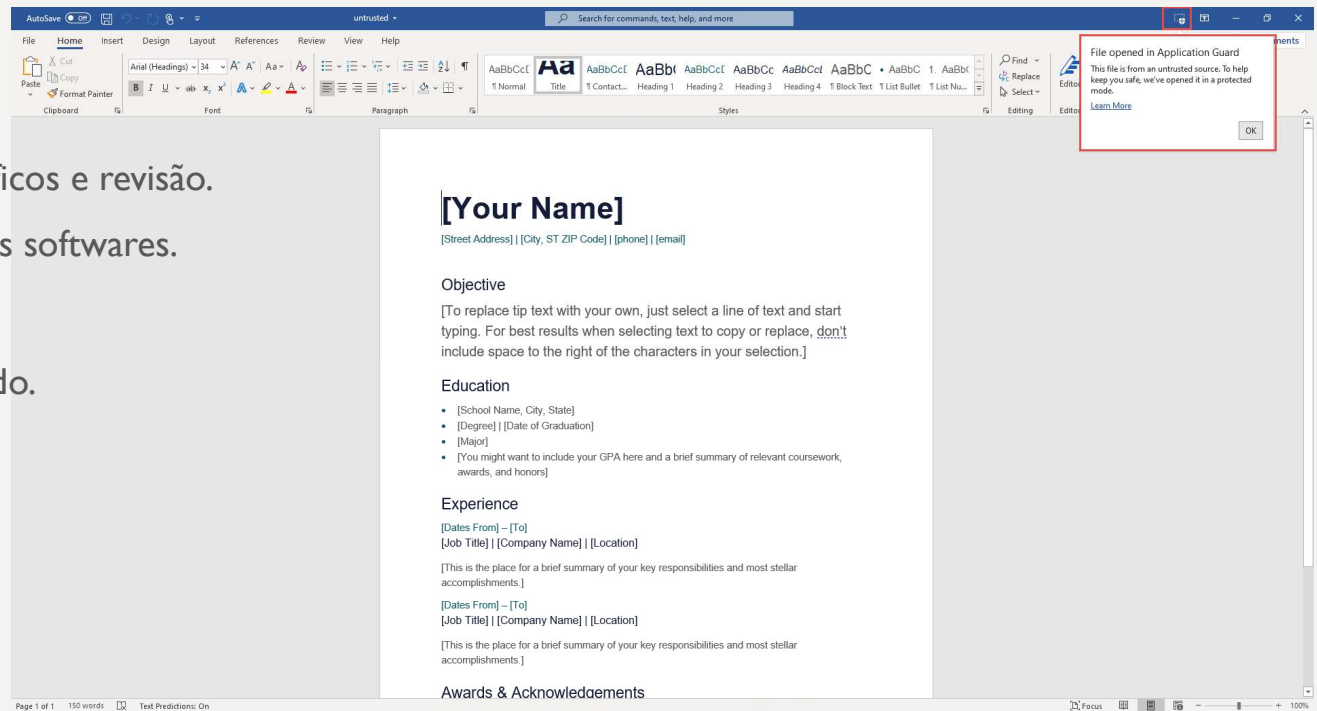 AutoSave Off
untrusted
Search for commands, text, help, and more
File Home Insert Design Layout References Review View Help
ments
Paste
Cut
Copy
Format Painter
Clipboard
Arial (Headings) 34
Font
Paragraph
AaBbCcD AaBbCcD AaBb( AaBbCcD AaBbCc AaBbCcI AaBbC • AaBbC 1. AaBb(
¶ Normal Title ¶ Contact... Heading 1 Heading 2 Heading 3 Heading 4 ¶ Block Text ¶ List Bullet ¶ List Nu...
Styles
Find
Replace
Select
Editing
File opened in Application Guard
This file is from an untrusted source. To help
keep you safe, we've opened it in a protected
mode.
Learn More
OK
ficos e revisão.
s softwares.
do.
[Your Name]
[Street Address] | [City, ST ZIP Code] | [phone] | [email]
Objective
[To replace tip text with your own, just select a line of text and start
typing. For best results when selecting text to copy or replace, don't
include space to the right of the characters in your selection.]
Education
• [School Name, City, State]
• [Degree] | [Date of Graduation]
• [Major]
• [You might want to include your GPA here and a brief summary of relevant coursework,
awards, and honors]
Experience
[Dates From] – [To]
[Job Title] | [Company Name] | [Location]
[This is the place for a brief summary of your key responsibilities and most stellar
accomplishments.]
[Dates From] – [To]
[Job Title] | [Company Name] | [Location]
[This is the place for a brief summary of your key responsibilities and most stellar
accomplishments.]
Awards & Acknowledgements
Page 1 of 1 150 words Text Predictions: On
Focus
100%